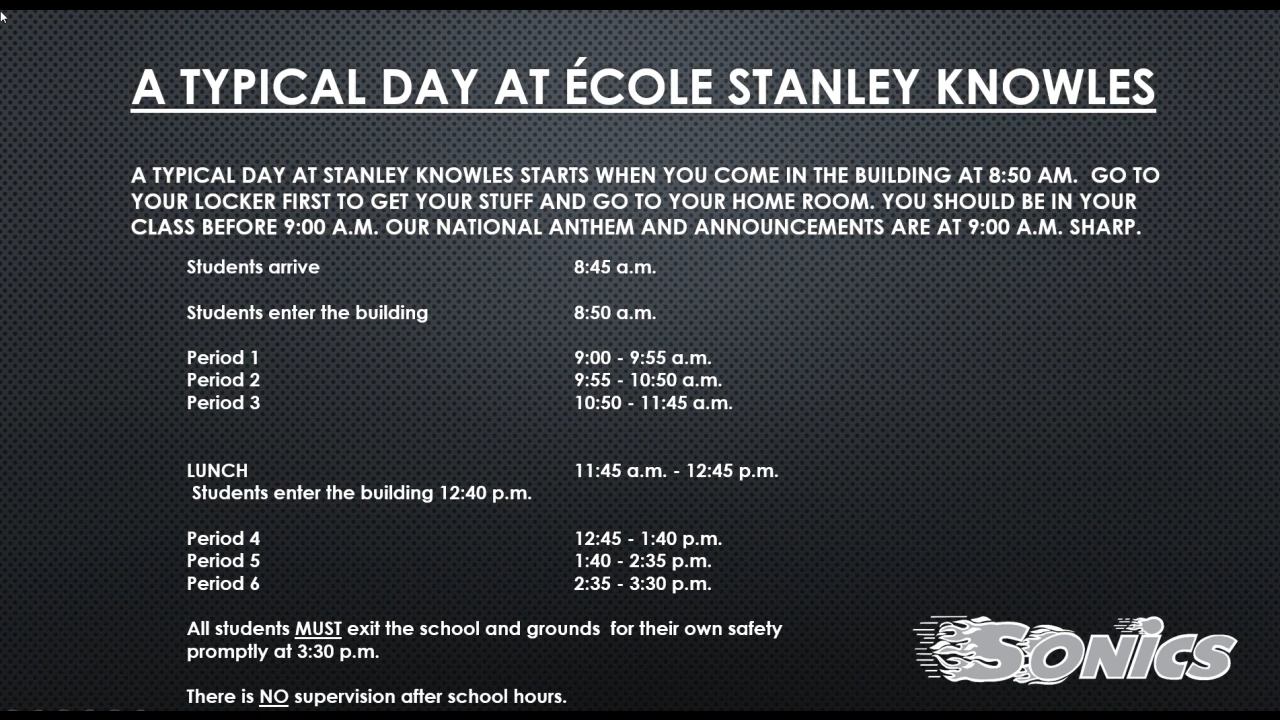 A TYPICAL DAY AT ÉCOLE STANLEY KNOWLES
A TYPICAL DAY AT STANLEY KNOWLES STARTS WHEN YOU COME IN THE BUILDING AT 8:50 AM. GO TO
YOUR LOCKER FIRST TO GET YOUR STUFF AND GO TO YOUR HOME ROOM. YOU SHOULD BE IN YOUR
CLASS BEFORE 9:00 A.M. OUR NATIONAL ANTHEM AND ANNOUNCEMENTS ARE AT 9:00 A.M. SHARP.
Students arrive 8:45 a.m.
Students enter the building 8:50 a.m.
Period 1 9:00 - 9:55 a.m.
Period 2 9:55 - 10:50 a.m.
Period 3 10:50 - 11:45 a.m.
LUNCH 11:45 a.m. - 12:45 p.m.
Students enter the building 12:40 p.m.
Period 4 12:45 - 1:40 p.m.
Period 5 1:40 - 2:35 p.m.
Period 6 2:35 - 3:30 p.m.
All students MUST exit the school and grounds for their own safety
promptly at 3:30 p.m.
There is NO supervision after school hours.
SONiCS